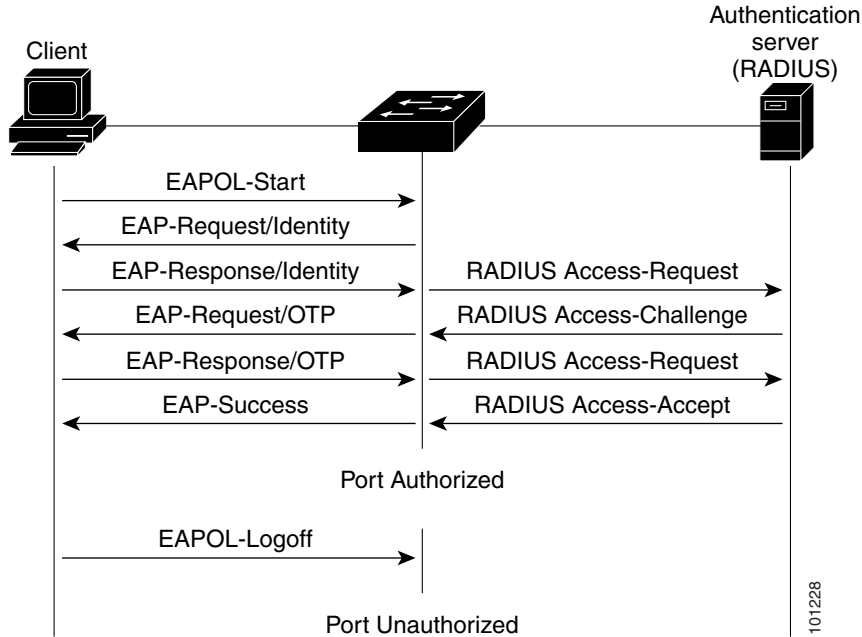 Client
Authentication
server
(RADIUS)
EAPOL-Start
EAP-Request/Identity
EAP-Response/Identity
RADIUS Access-Request
EAP-Request/OTP
RADIUS Access-Challenge
EAP-Response/OTP
RADIUS Access-Request
EAP-Success
RADIUS Access-Accept
Port Authorized
EAPOL-Logoff
Port Unauthorized
101228